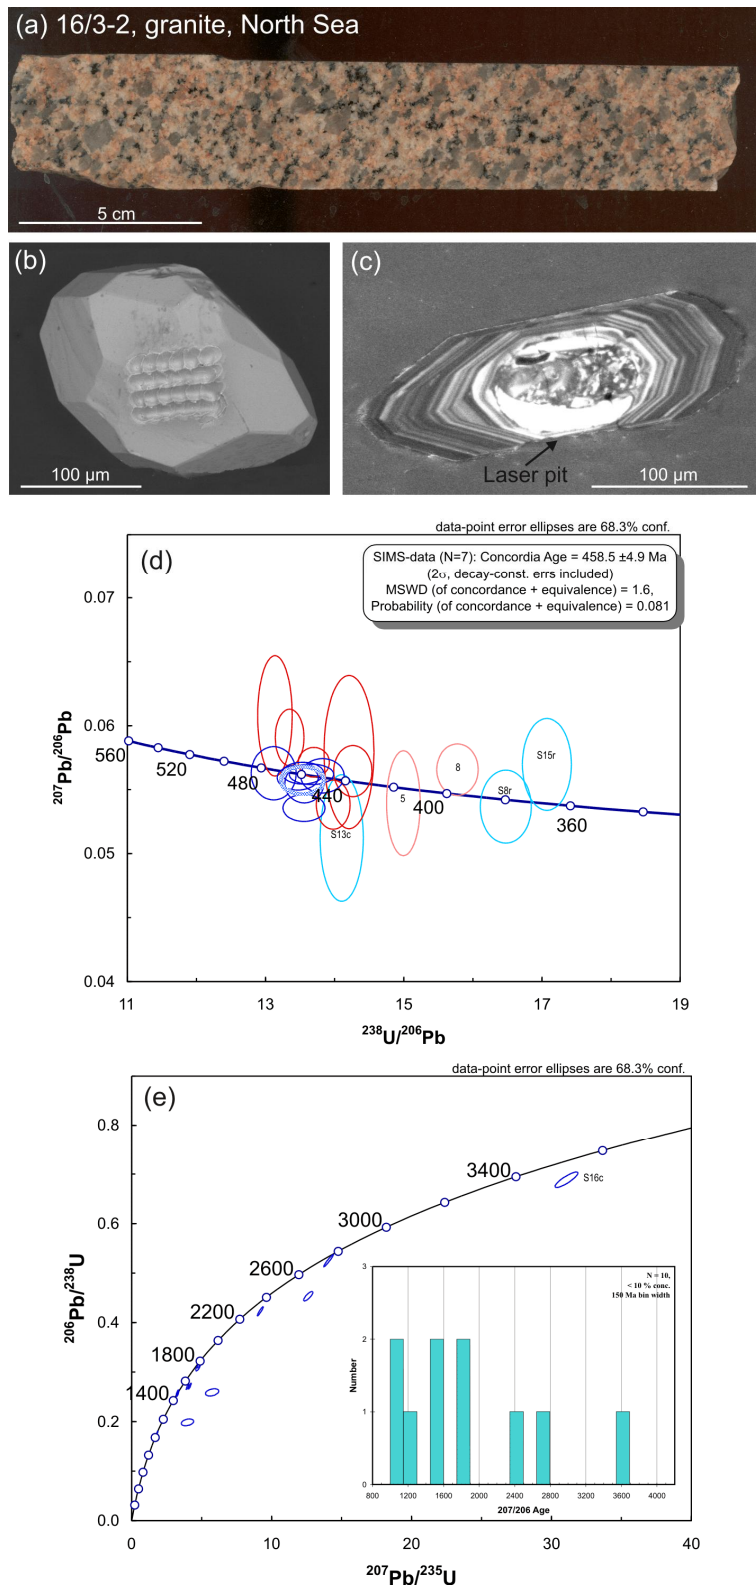 (a) 16/3-2, granite, North Sea
5 cm
(b)
100 µm
(c)
Laser pit
100 µm
data-point error ellipses are 68.3% conf.
(d)
SIMS-data (N=7): Concordia Age = 458.5 ±4.9 Ma
(2σ, decay-const. errs included)
MSWD (of concordance + equivalence) = 1.6,
Probability (of concordance + equivalence) = 0.081
0.07
0.06
0.05
0.04
207Pb/206Pb
560
520
480
440
400
360
S13c
5
8
S8r
S15r
11 13 15 17 19
238U/206Pb
data-point error ellipses are 68.3% conf.
(e)
0.8
0.6
0.4
0.2
0.0
206Pb/238U
3400
S16c
3000
2600
2200
1800
1400
N = 10,
< 10 % conc.
150 Ma bin width
3
2
1
0
Number
800 1200 1600 2000 2400 2800 3200 3600 4000
207/206 Age
0 10 20 30 40
207Pb/235U